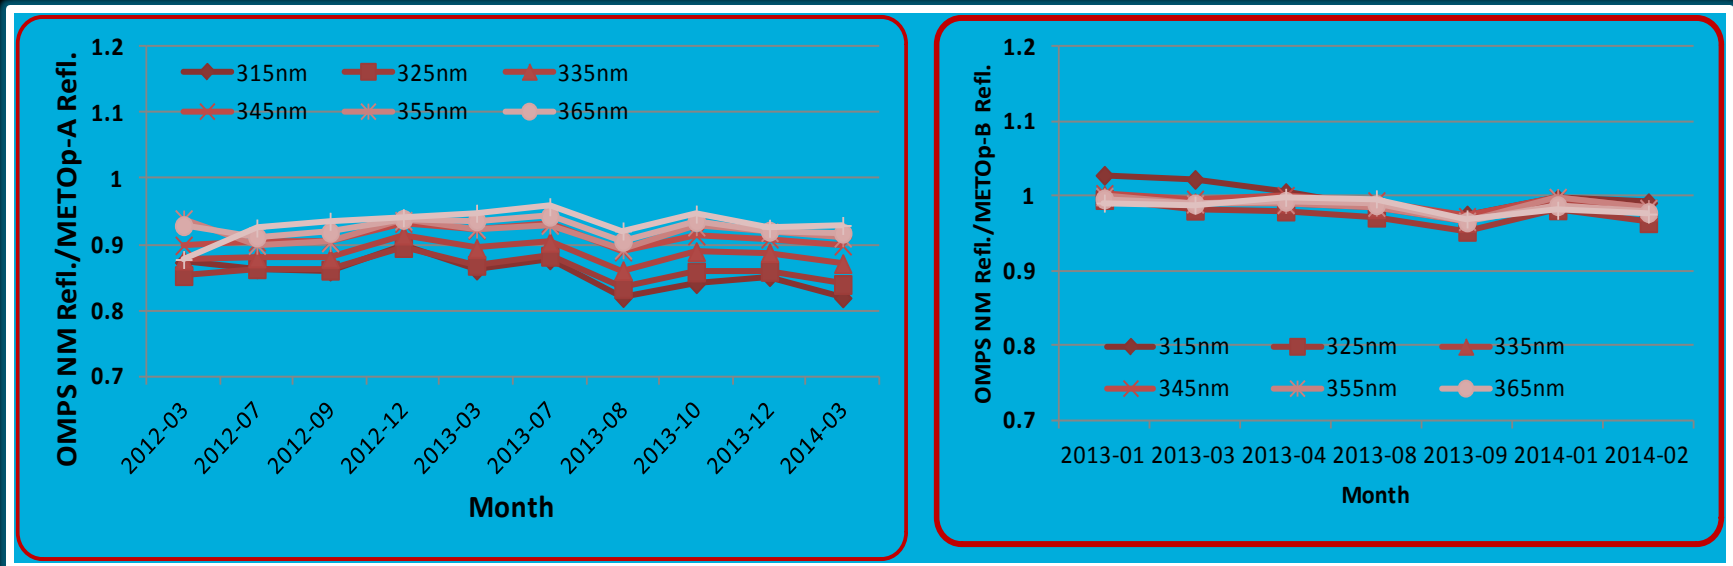 OMPS NM Refl./METOp-A Refl.
1.2
1.1
1
0.9
0.8
0.7
315nm 325nm 335nm
345nm 355nm 365nm
2012-03 2012-07 2012-09 2012-12 2013-03 2013-07 2013-08 2013-10 2013-12 2014-03
Month
OMPS NM Refl./METOp-B Refl.
1.2
1.1
1
0.9
0.8
0.7
315nm 325nm 335nm
345nm 355nm 365nm
2013-01 2013-03 2013-04 2013-08 2013-09 2014-01 2014-02
Month